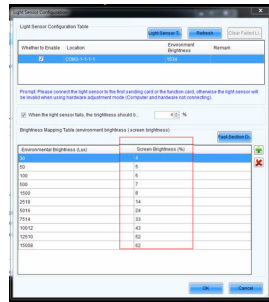 Light Sensor Configuration
Light Sensor Configuration Table
Light Sensor T.. Refresh Clear Failed Li
Whether to Enable Location Environment Brightness Remark
COM3-1-1-1-1 1534
Prompt: Please connect the light sensor to the first sending card or the function card, otherwise the light sensor will
be invalid when using hardware adjustment mode (Computer and hardware not connecting).
When the light sensor fails, the brightness should b... %
Brightness Mapping Table (environment brightness | screen brightness)
Fast Section D..
Environmental Brightness (Lux) Screen Brightness (%)
30 4
50 5
100 6
500 7
1500 8
2518 14
5016 24
7514 33
10012 43
12510 52
15009 62
OK Cancel